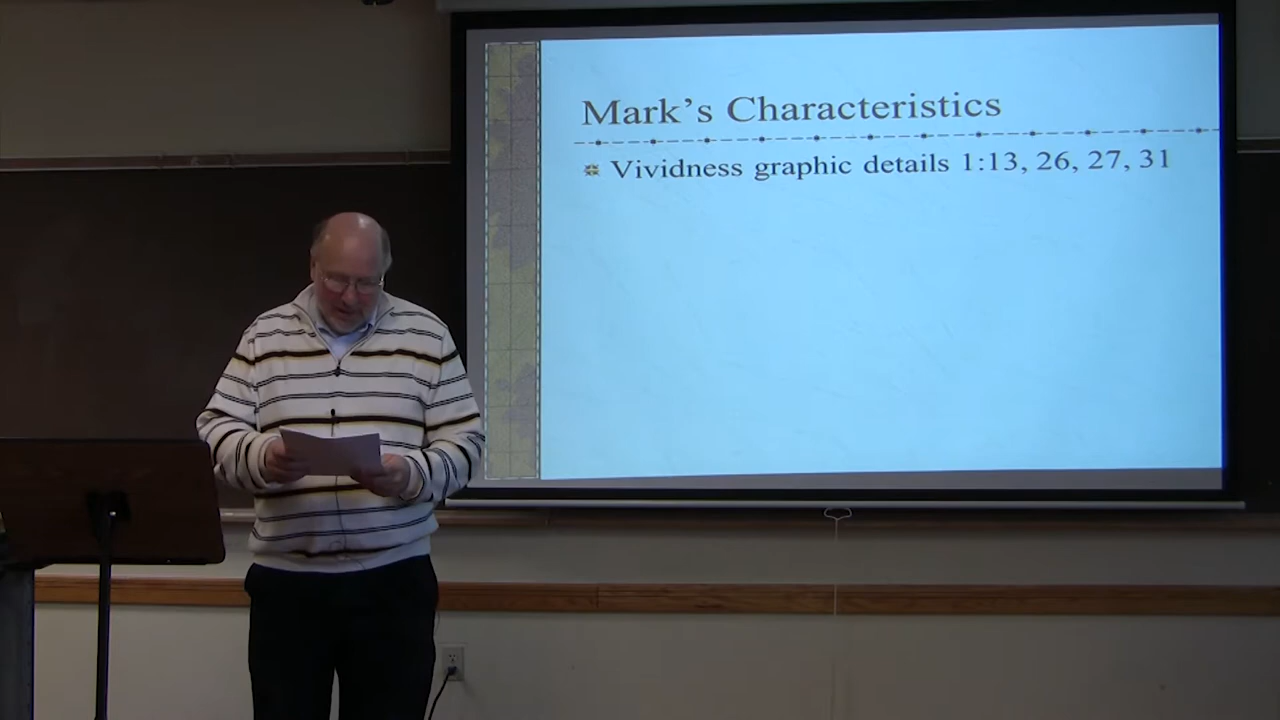 Mark's Characteristics
Vividness graphic details 1:13, 26, 27, 31